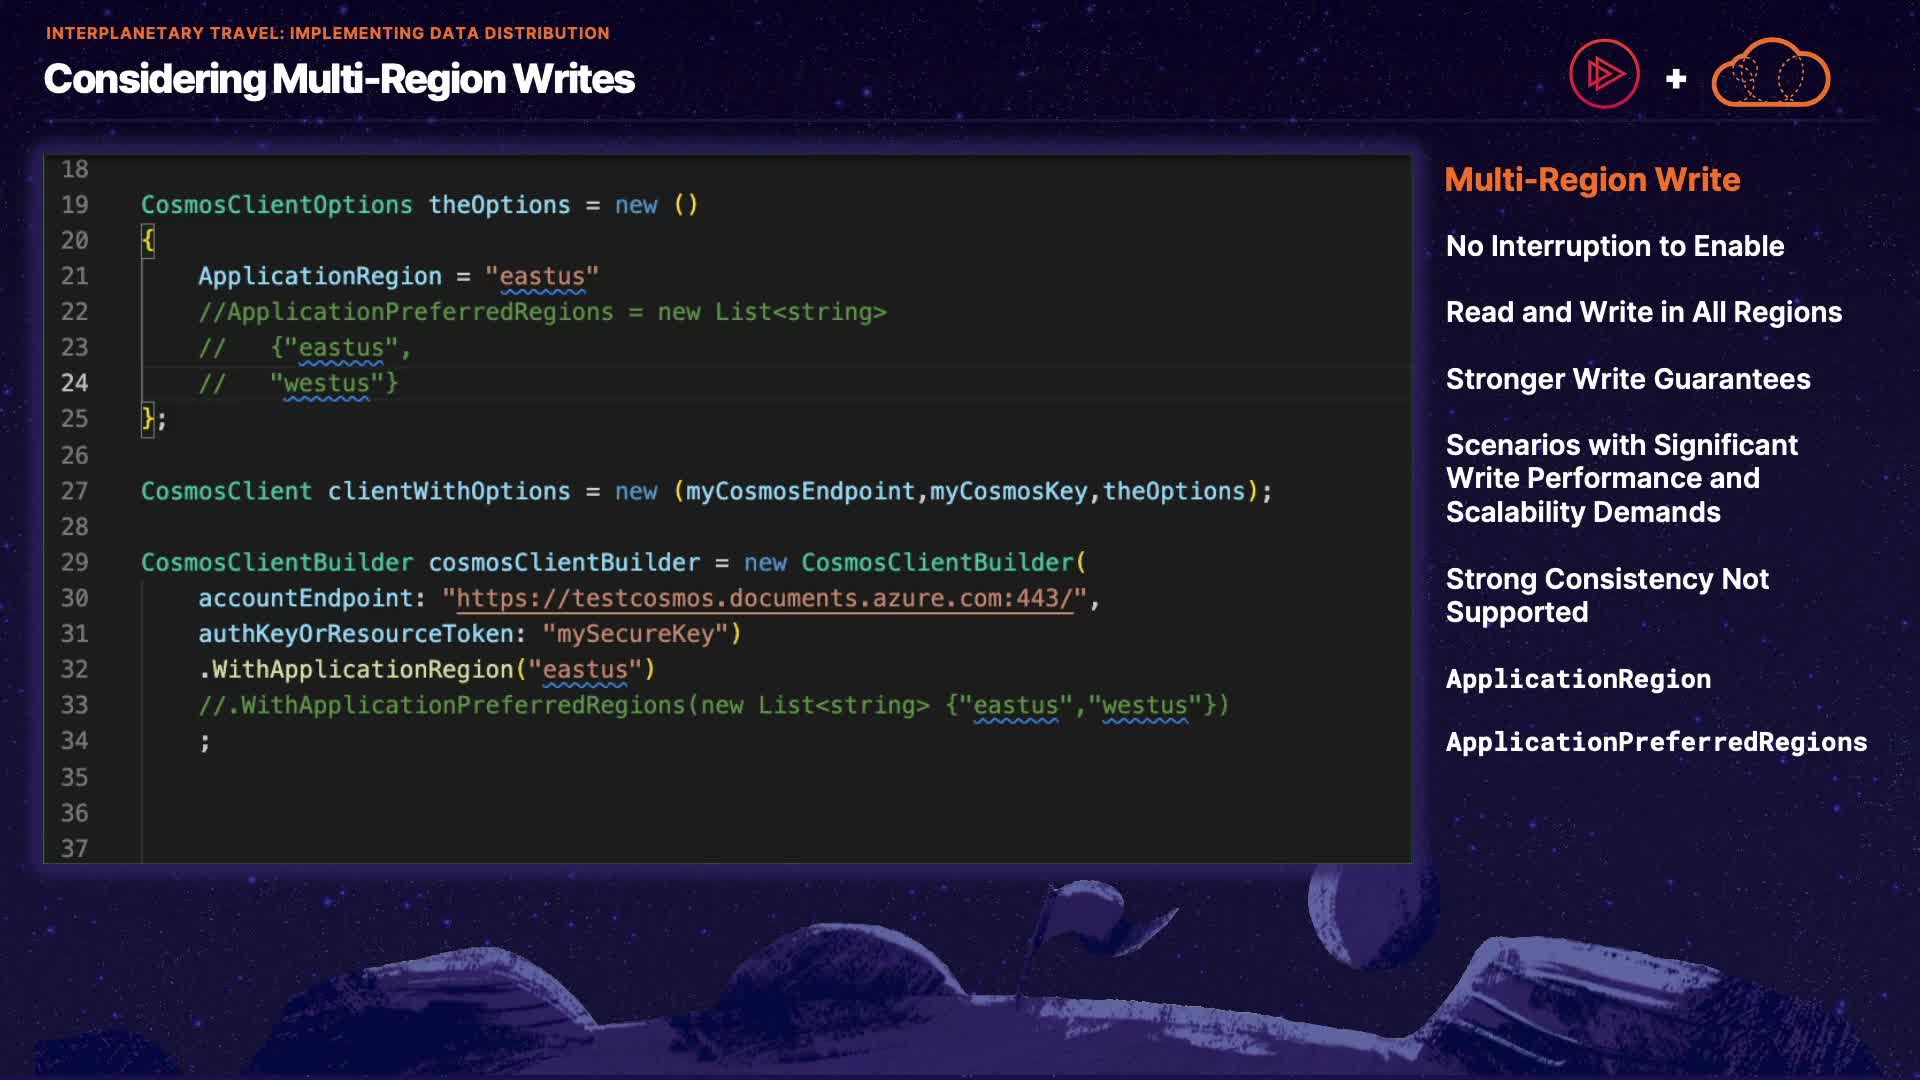 INTERPLANETARY TRAVEL: IMPLEMENTING DATA DISTRIBUTION
Considering Multi-Region Writes
18
19 CosmosClientOptions theOptions = new ()
20 {
21 ApplicationRegion = "eastus"
22 //ApplicationPreferredRegions = new List<string>
23 // {"eastus",
24 // "westus"}
25 };
26
27 CosmosClient clientWithOptions = new (myCosmosEndpoint,myCosmosKey,theOptions);
28
29 CosmosClientBuilder cosmosClientBuilder = new CosmosClientBuilder(
30 accountEndpoint: "https://testcosmos.documents.azure.com:443/",
31 authKeyOrResourceToken: "mySecureKey")
32 .WithApplicationRegion("eastus")
33 //.WithApplicationPreferredRegions(new List<string> {"eastus","westus"})
34 ;
35
36
37
Multi-Region Write
No Interruption to Enable
Read and Write in All Regions
Stronger Write Guarantees
Scenarios with Significant
Write Performance and
Scalability Demands
Strong Consistency Not
Supported
ApplicationRegion
ApplicationPreferredRegions